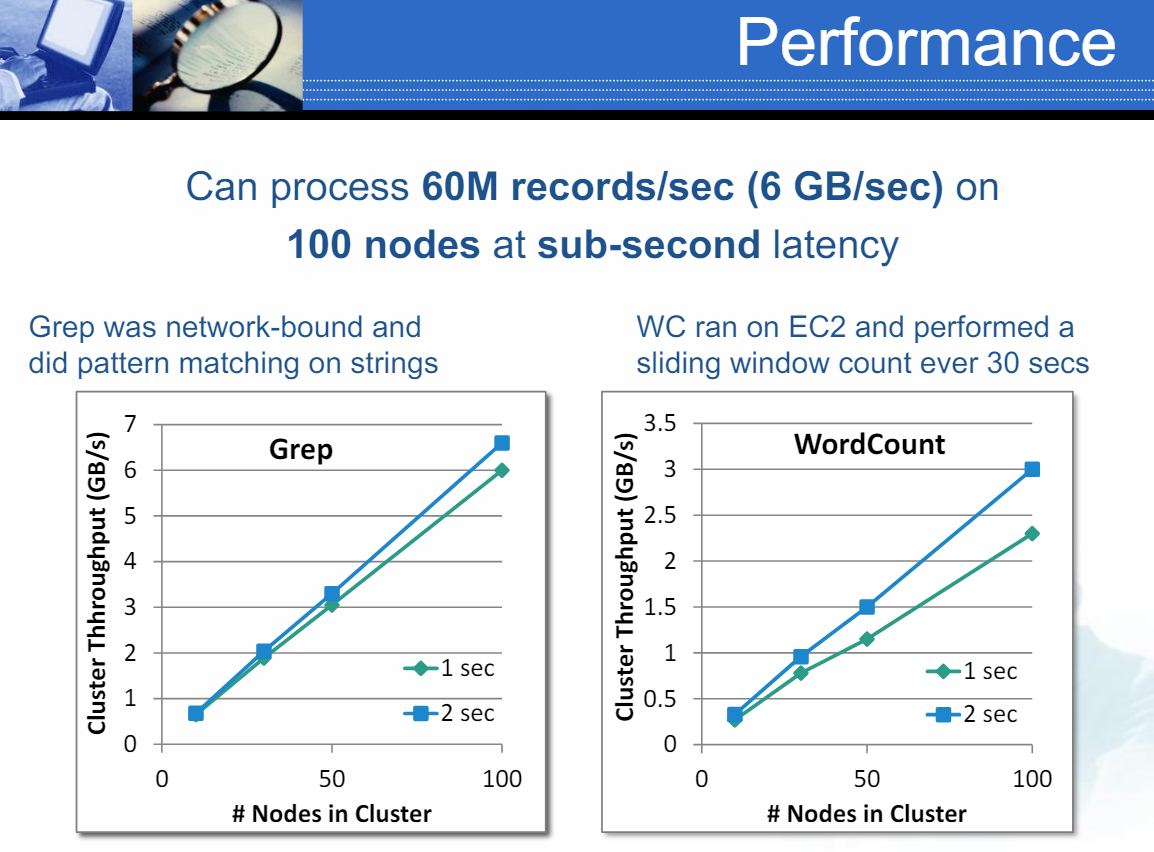 Performance
Can process 60M records/sec (6 GB/sec) on
100 nodes at sub-second latency
Grep was network-bound and
did pattern matching on strings
WC ran on EC2 and performed a
sliding window count ever 30 secs
Grep
Cluster Thhroughput (GB/s)
7
6
5
4
3
2
1
0
1 sec
2 sec
0 50 100
# Nodes in Cluster
WordCount
Cluster Throughput (GB/s)
3.5
3
2.5
2
1.5
1
0.5
0
1 sec
2 sec
0 50 100
# Nodes in Cluster